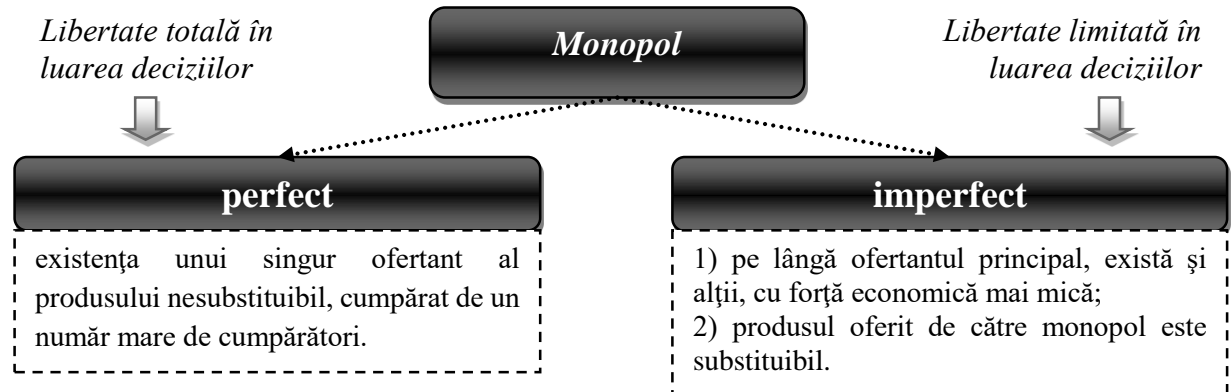 Libertate totală în
luarea deciziilor
Monopol
Libertate limitată în
luarea deciziilor
perfect
existenţa unui singur ofertant al
produsului nesubstituibil, cumpărat de un
număr mare de cumpărători.
imperfect
1) pe lângă ofertantul principal, există şi
alţii, cu forţă economică mai mică;
2) produsul oferit de către monopol este
substituibil.